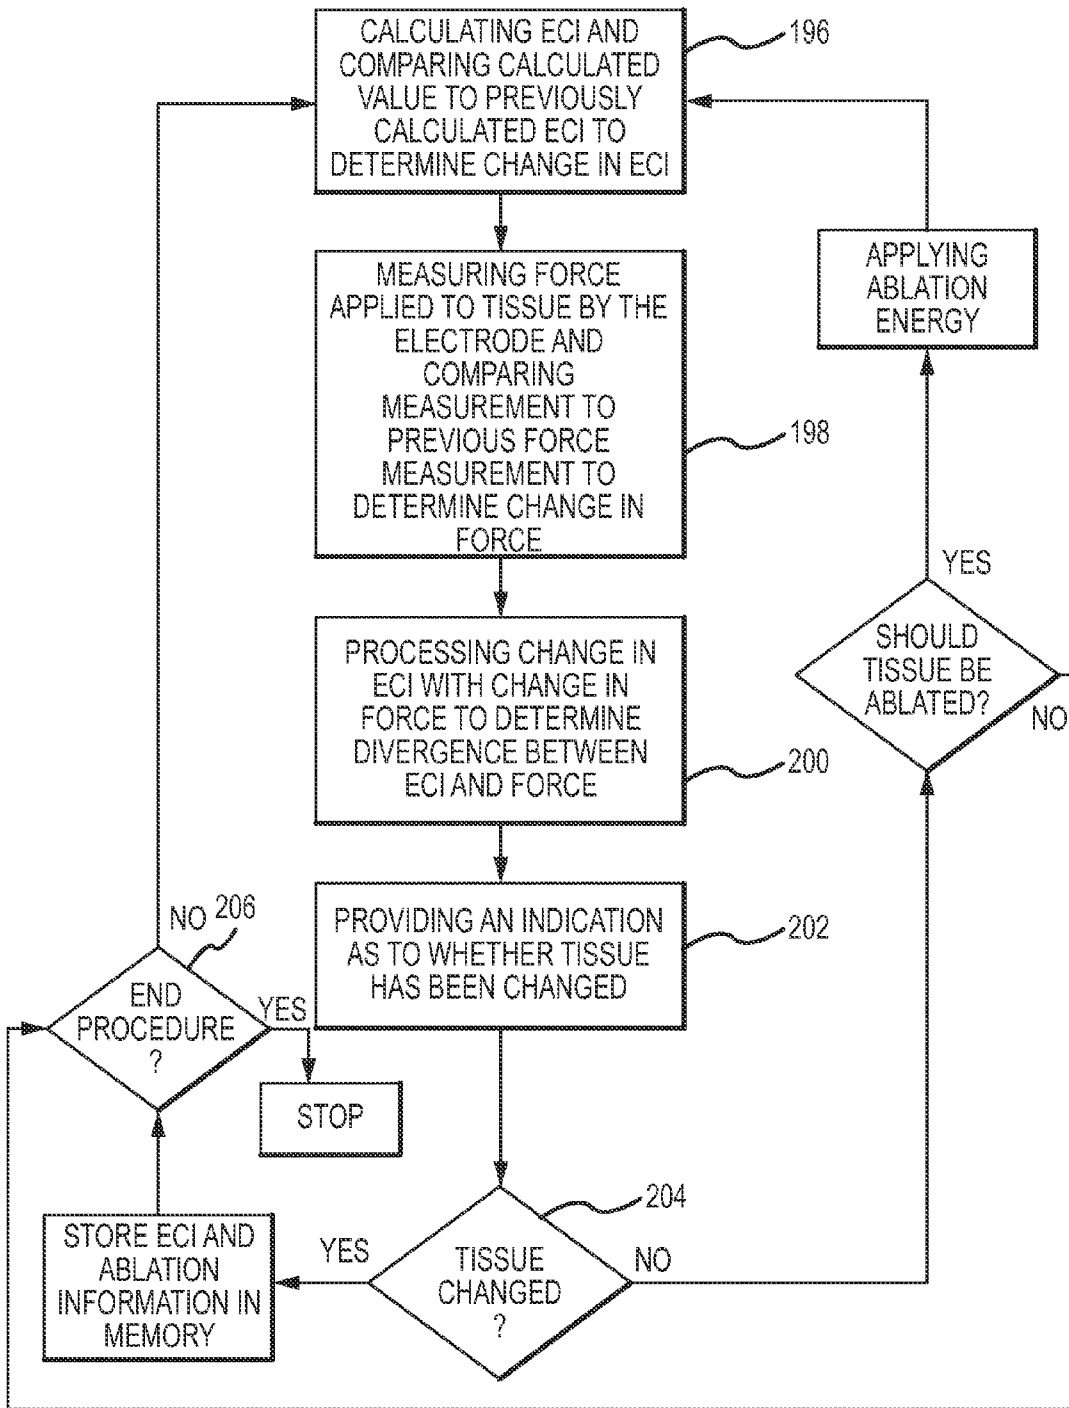 CALCULATING ECI AND
COMPARING CALCULATED
VALUE TO PREVIOUSLY
CALCULATED ECI TO
DETERMINE CHANGE IN ECI
196
MEASURING FORCE
APPLIED TO TISSUE BY THE
ELECTRODE AND
COMPARING
MEASUREMENT TO
PREVIOUS FORCE
MEASUREMENT TO
DETERMINE CHANGE IN
FORCE
198
APPLYING
ABLATION
ENERGY
YES
SHOULD
TISSUE BE
ABLATED?
NO
PROCESSING CHANGE IN
ECI WITH CHANGE IN
FORCE TO DETERMINE
DIVERGENCE BETWEEN
ECI AND FORCE
200
PROVIDING AN INDICATION
AS TO WHETHER TISSUE
HAS BEEN CHANGED
202
NO
206
END
PROCEDURE
?
YES
STOP
STORE ECI AND
ABLATION
INFORMATION IN
MEMORY
YES
TISSUE
CHANGED
?
204
NO